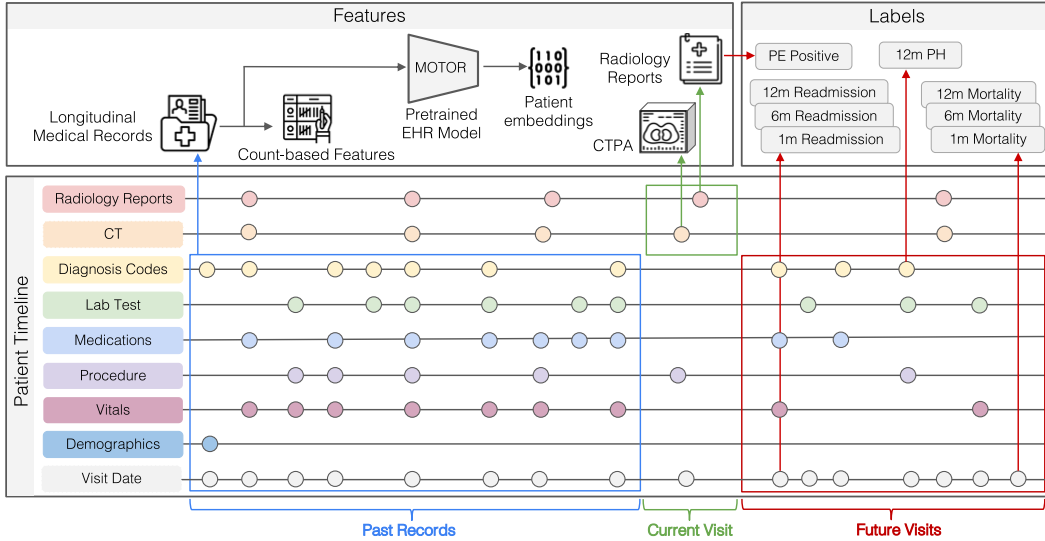 Features
Labels
Longitudinal
Medical Records
Count-based Features
MOTOR
Pretrained
EHR Model
110
000
101
Patient
embeddings
Radiology
Reports
C
CTPA
PE Positive
12m PH
12m Readmission
6m Readmission
1m Readmission
12m Mortality
6m Mortality
1m Mortality
Patient Timeline
Radiology Reports
CT
Diagnosis Codes
Lab Test
Medications
Procedure
Vitals
Demographics
Visit Date
Past Records
Current Visit
Future Visits